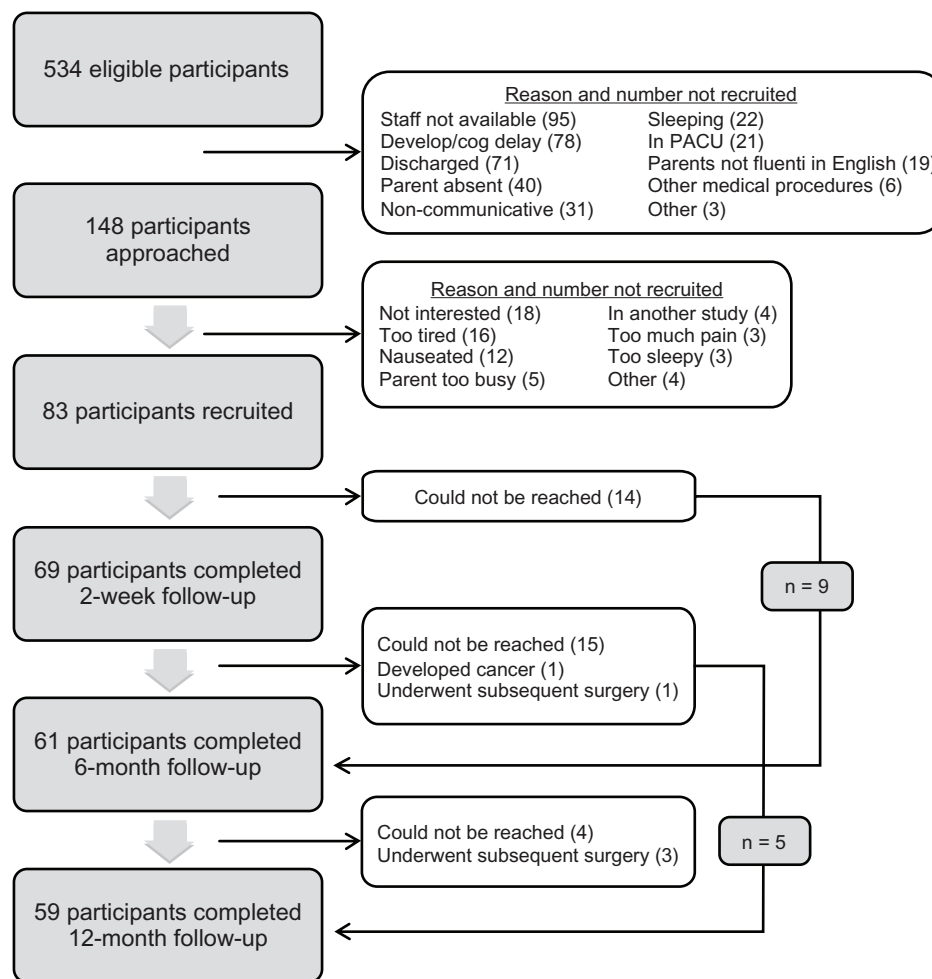 534 eligible participants
Reason and number not recruited
Staff not available (95) Sleeping (22)
Develop/cog delay (78) In PACU (21)
Discharged (71) Parents not fluenti in English (19)
Parent absent (40) Other medical procedures (6)
Non-communicative (31) Other (3)
148 participants
approached
Reason and number not recruited
Not interested (18) In another study (4)
Too tired (16) Too much pain (3)
Nauseated (12) Too sleepy (3)
Parent too busy (5) Other (4)
83 participants recruited
Could not be reached (14)
69 participants completed
2-week follow-up
n = 9
Could not be reached (15)
Developed cancer (1)
Underwent subsequent surgery (1)
61 participants completed
6-month follow-up
Could not be reached (4)
Underwent subsequent surgery (3)
n = 5
59 participants completed
12-month follow-up